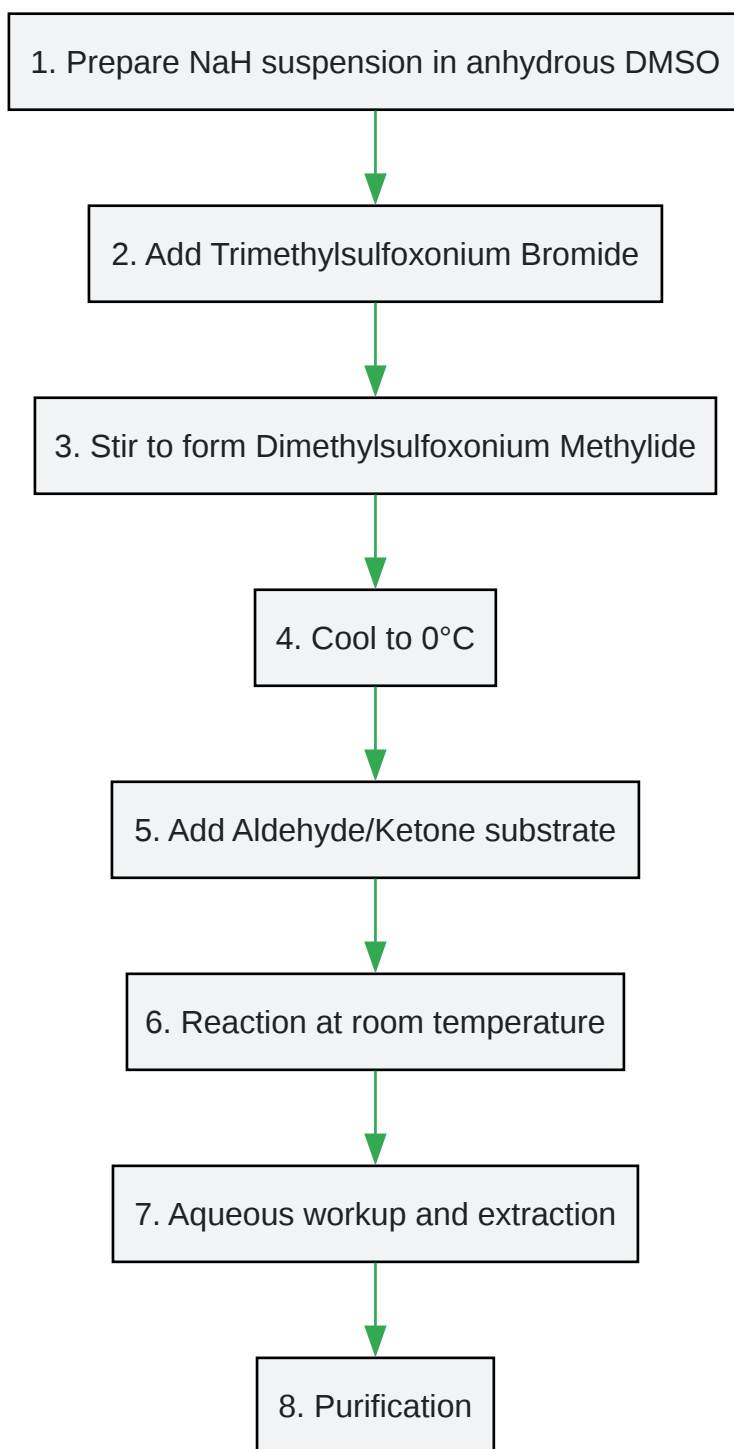 1. Prepare NaH suspension in anhydrous DMSO
2. Add Trimethylsulfoxonium Bromide
3. Stir to form Dimethylsulfoxonium Methylide
4. Cool to 0°C
5. Add Aldehyde/Ketone substrate
6. Reaction at room temperature
7. Aqueous workup and extraction
8. Purification